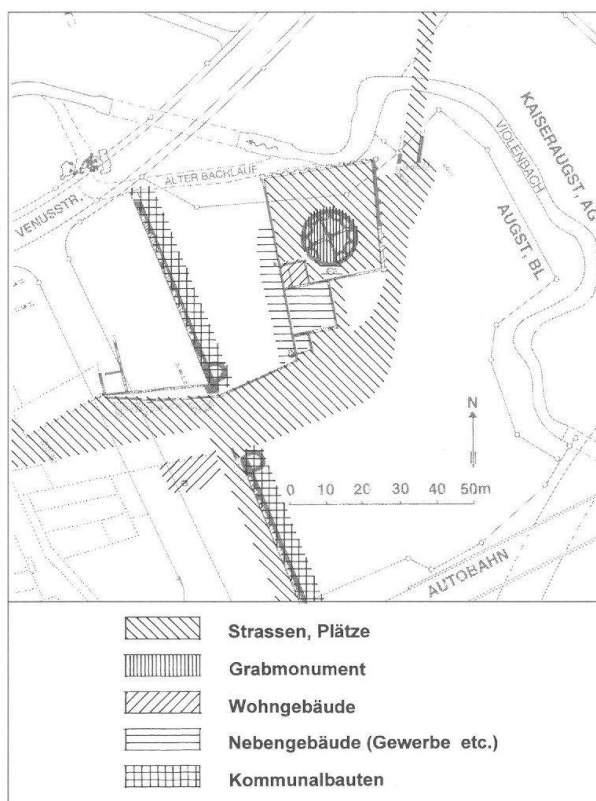 KAISERAUGST, AG
VIOLENBACH
AUGST, BL
ALTER BACHLAUF
VENUSSTR.
N
0 10 20 30 40 50m
AUTOBAHN
Strassen, Plätze
Grabmonument
Wohngebäude
Nebengebäude (Gewerbe etc.)
Kommunalbauten